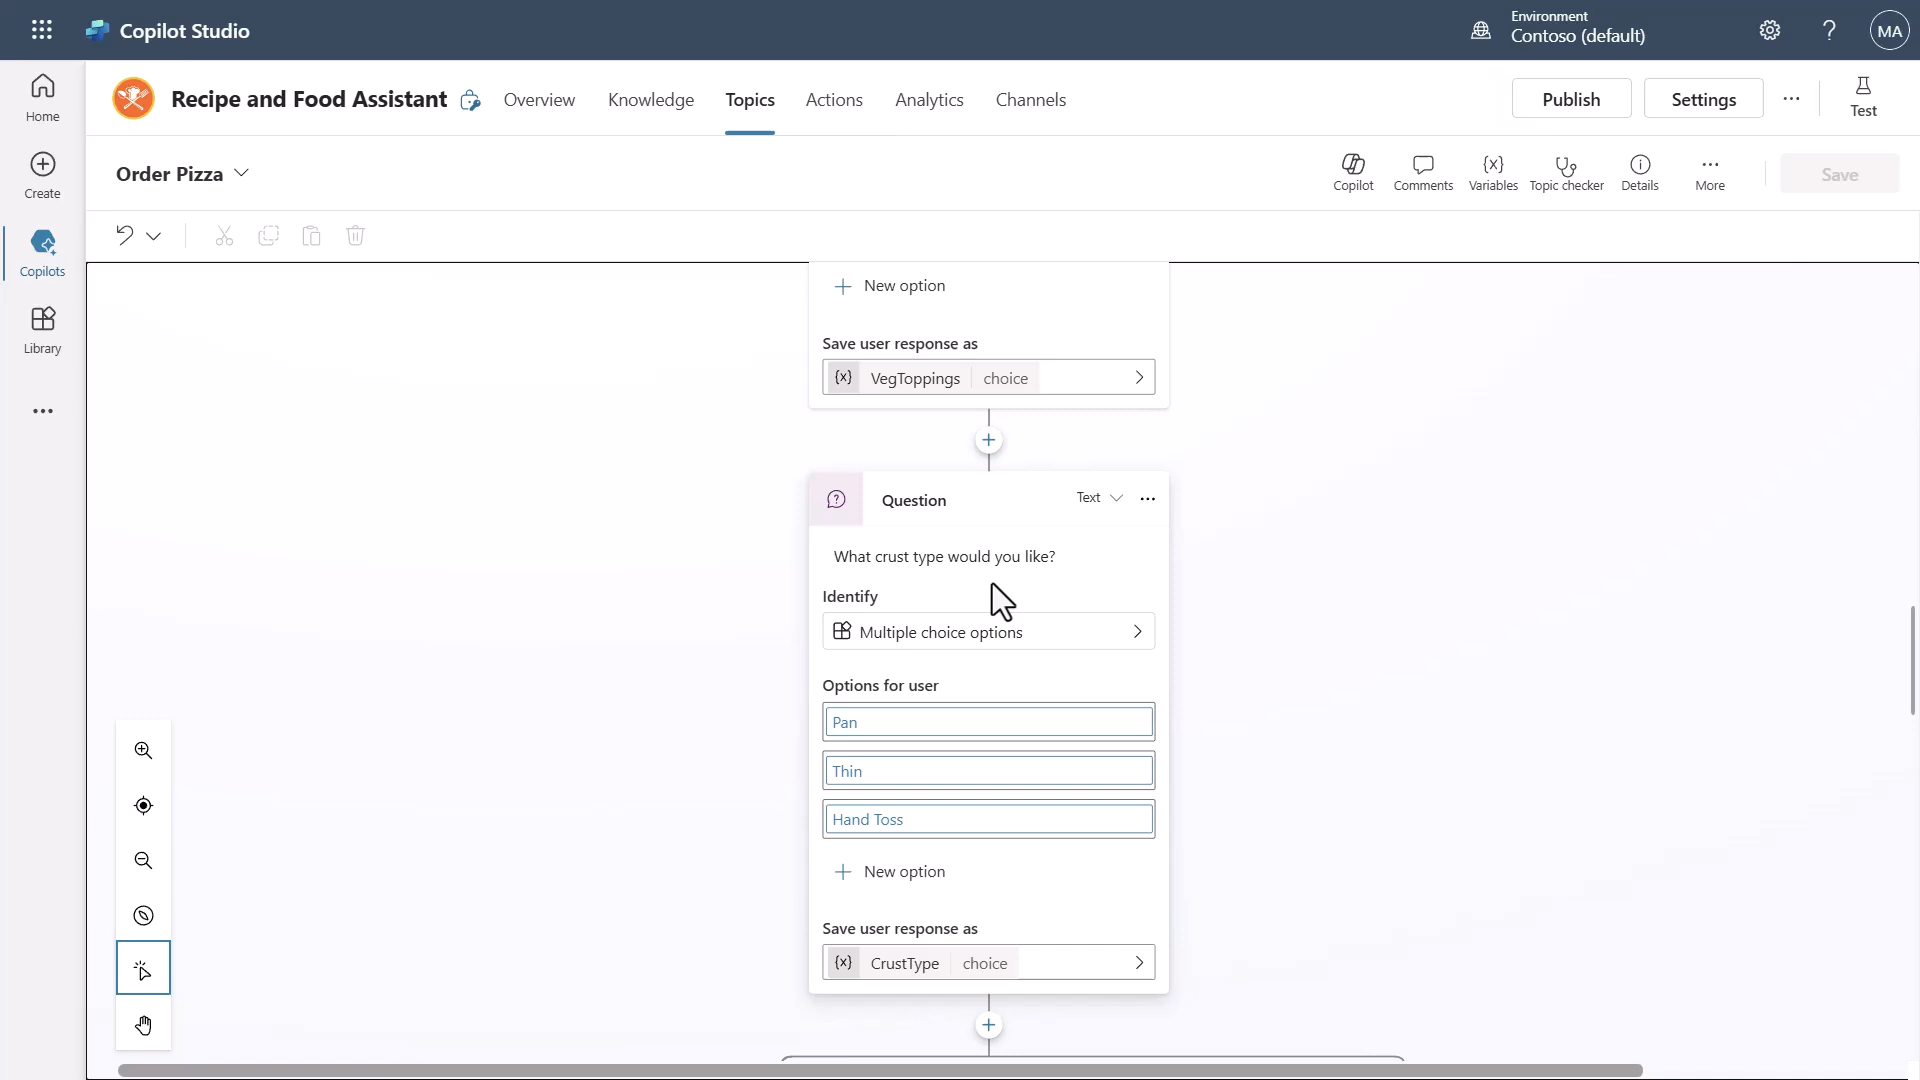 Copilot Studio
Environment
Contoso (default)
MA
Home
Create
Copilots
Library
Recipe and Food Assistant
Overview
Knowledge
Topics
Actions
Analytics
Channels
Publish
Settings
Test
Order Pizza
Copilot
Comments
Variables
Topic checker
Details
More
Save
New option
Save user response as
{x} VegToppings choice
Question
Text
What crust type would you like?
Identify
Multiple choice options
Options for user
Pan
Thin
Hand Toss
New option
Save user response as
{x} CrustType choice